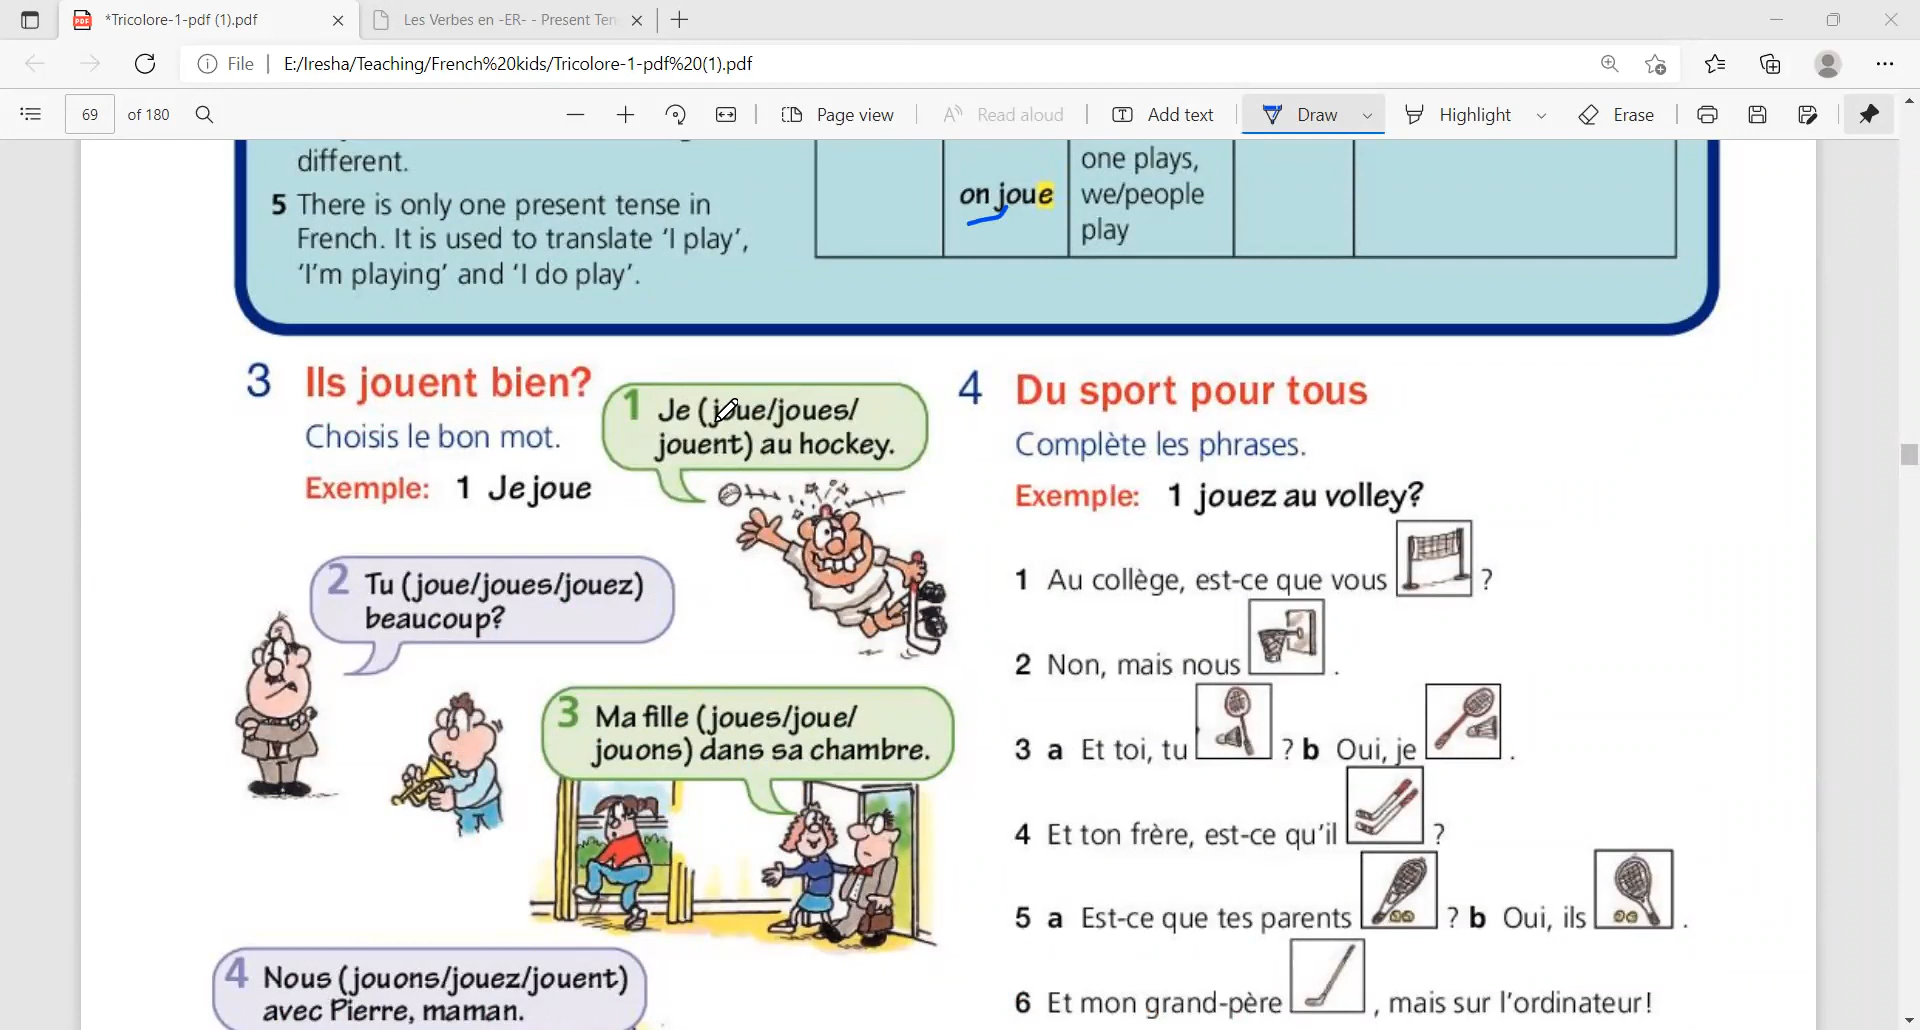 *Tricolore-1-pdf (1).pdf
Les Verbes en -ER- - Present Ten
File
E:/Iresha/Teaching/French%20kids/Tricolore-1-pdf%20(1).pdf
69 of 180
Page view
Read aloud
Add text
Draw
Highlight
Erase
different.
5 There is only one present tense in
French. It is used to translate ‘I play’,
‘I’m playing’ and ‘I do play’.
on joue
one plays,
we/people
play
3 Ils jouent bien?
Choisis le bon mot.
Exemple: 1 Je joue
1 Je (joue/joues/
jouent) au hockey.
2 Tu (joue/joues/jouez)
beaucoup?
3 Ma fille (joues/joue/
jouons) dans sa chambre.
4 Nous (jouons/jouez/jouent)
avec Pierre, maman.
4 Du sport pour tous
Complète les phrases.
Exemple: 1 jouez au volley?
1 Au collège, est-ce que vous ?
2 Non, mais nous .
3 a Et toi, tu ? b Oui, je .
4 Et ton frère, est-ce qu’il ?
5 a Est-ce que tes parents ? b Oui, ils .
6 Et mon grand-père , mais sur l’ordinateur!